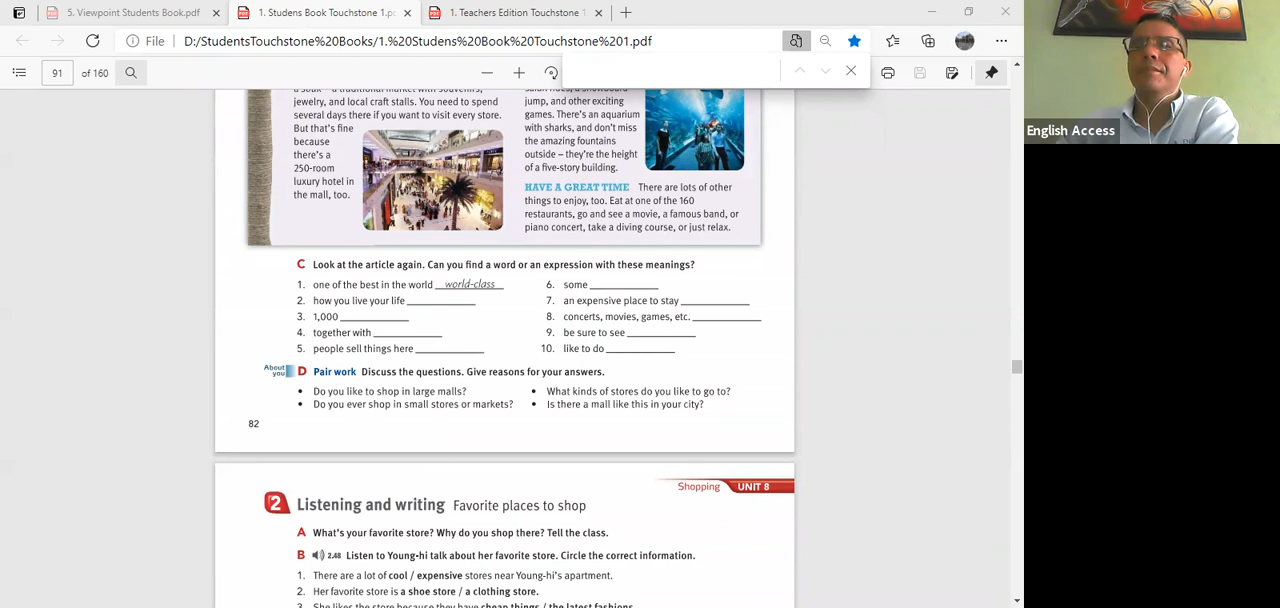 5. Viewpoint Students Book.pdf
1. Studens Book Touchstone 1.pc
1. Teachers Edition Touchstone
File D:/StudentsTouchstone%20Books/1.%20Studens%20Book%20Touchstone%201.pdf
91 of 160
English Access
jewelry, and local craft stalls. You need to spend
several days there if you want to visit every store.
But that's fine
because
there's a
250-room
luxury hotel in
the mall, too.
jump, and other exciting
games. There's an aquarium
with sharks, and don't miss
the amazing fountains
outside – they're the height
of a five-story building.
HAVE A GREAT TIME There are lots of other
things to enjoy, too. Eat at one of the 160
restaurants, go and see a movie, a famous band, or
piano concert, take a diving course, or just relax.
C Look at the article again. Can you find a word or an expression with these meanings?
1. one of the best in the world world-class
2. how you live your life
3. 1,000
4. together with
5. people sell things here
6. some
7. an expensive place to stay
8. concerts, movies, games, etc.
9. be sure to see
10. like to do
About you D Pair work Discuss the questions. Give reasons for your answers.
• Do you like to shop in large malls?
• Do you ever shop in small stores or markets?
• What kinds of stores do you like to go to?
• Is there a mall like this in your city?
82
Shopping UNIT 8
2 Listening and writing Favorite places to shop
A What's your favorite store? Why do you shop there? Tell the class.
B 2.48 Listen to Young-hi talk about her favorite store. Circle the correct information.
1. There are a lot of cool / expensive stores near Young-hi's apartment.
2. Her favorite store is a shoe store / a clothing store.
3. She likes the store because they have cheap things / the latest fashions.